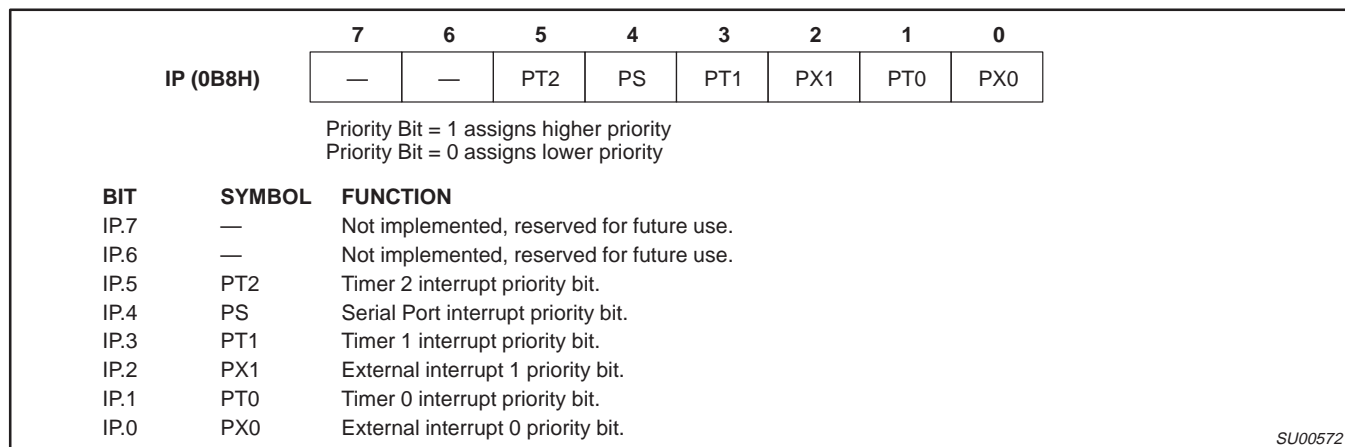 7 6 5 4 3 2 1 0
IP (0B8H) — — PT2 PS PT1 PX1 PT0 PX0
Priority Bit = 1 assigns higher priority
Priority Bit = 0 assigns lower priority
BIT SYMBOL FUNCTION
IP.7 — Not implemented, reserved for future use.
IP.6 — Not implemented, reserved for future use.
IP.5 PT2 Timer 2 interrupt priority bit.
IP.4 PS Serial Port interrupt priority bit.
IP.3 PT1 Timer 1 interrupt priority bit.
IP.2 PX1 External interrupt 1 priority bit.
IP.1 PT0 Timer 0 interrupt priority bit.
IP.0 PX0 External interrupt 0 priority bit.
SU00572